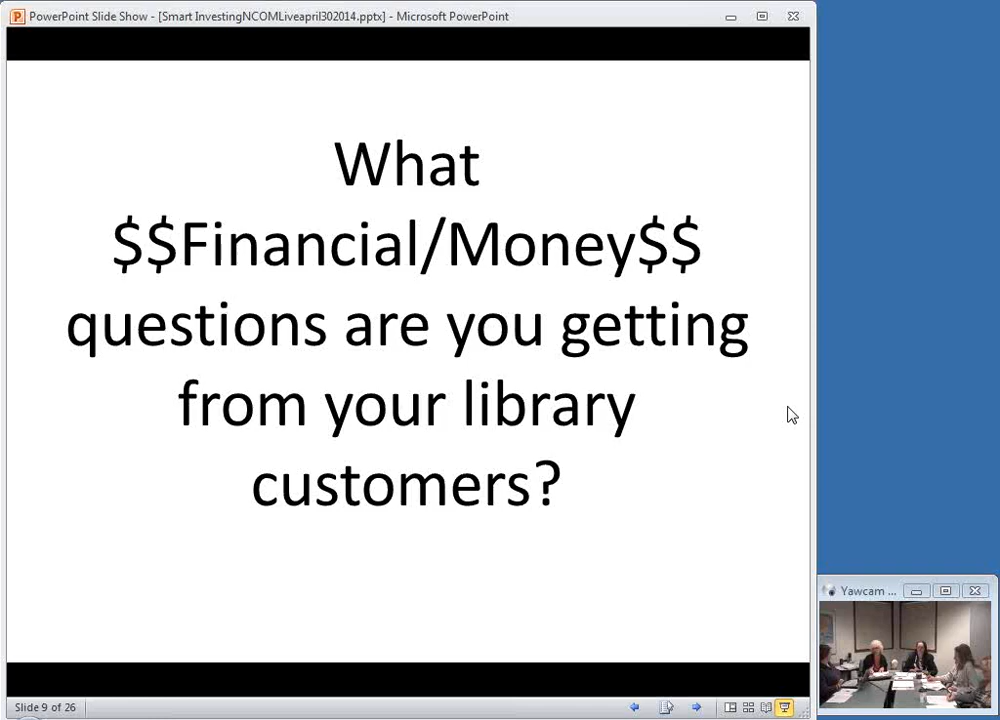 PowerPoint Slide Show - [Smart InvestingNCOMLiveapril302014.pptx] - Microsoft PowerPoint
What
$$Financial/Money$$
questions are you getting
from your library
customers?
Yawcam ...
Slide 9 of 26